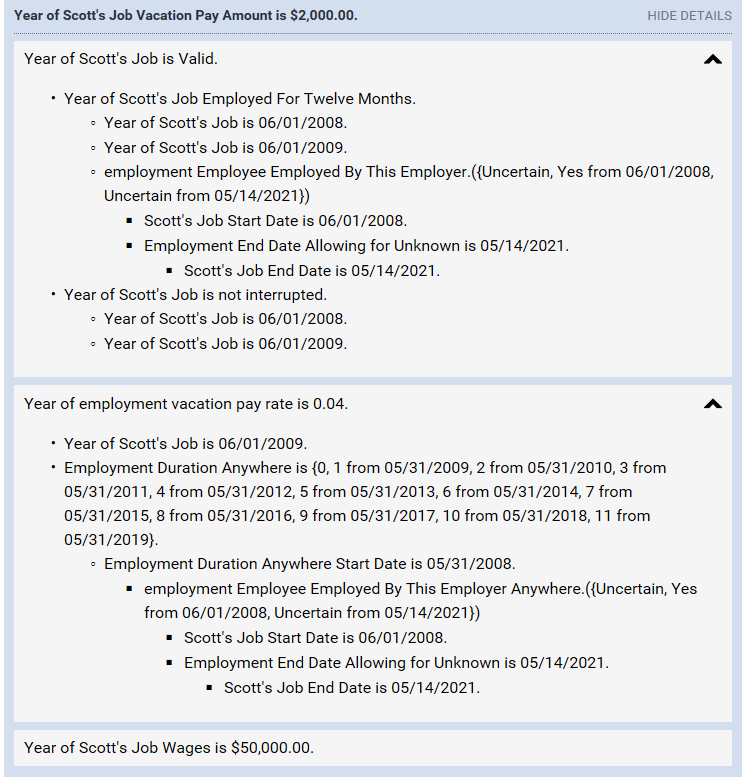 Year of Scott's Job Vacation Pay Amount is $2,000.00. HIDE DETAILS
Year of Scott's Job is Valid.
• Year of Scott's Job Employed For Twelve Months.
◦ Year of Scott's Job is 06/01/2008.
◦ Year of Scott's Job is 06/01/2009.
◦ employment Employee Employed By This Employer.({Uncertain, Yes from 06/01/2008,
Uncertain from 05/14/2021})
▪ Scott's Job Start Date is 06/01/2008.
▪ Employment End Date Allowing for Unknown is 05/14/2021.
▪ Scott's Job End Date is 05/14/2021.
• Year of Scott's Job is not interrupted.
◦ Year of Scott's Job is 06/01/2008.
◦ Year of Scott's Job is 06/01/2009.
Year of employment vacation pay rate is 0.04.
• Year of Scott's Job is 06/01/2009.
• Employment Duration Anywhere is {0, 1 from 05/31/2009, 2 from 05/31/2010, 3 from
05/31/2011, 4 from 05/31/2012, 5 from 05/31/2013, 6 from 05/31/2014, 7 from
05/31/2015, 8 from 05/31/2016, 9 from 05/31/2017, 10 from 05/31/2018, 11 from
05/31/2019}.
◦ Employment Duration Anywhere Start Date is 05/31/2008.
▪ employment Employee Employed By This Employer Anywhere.({Uncertain, Yes
from 06/01/2008, Uncertain from 05/14/2021})
▪ Scott's Job Start Date is 06/01/2008.
▪ Employment End Date Allowing for Unknown is 05/14/2021.
▪ Scott's Job End Date is 05/14/2021.
Year of Scott's Job Wages is $50,000.00.